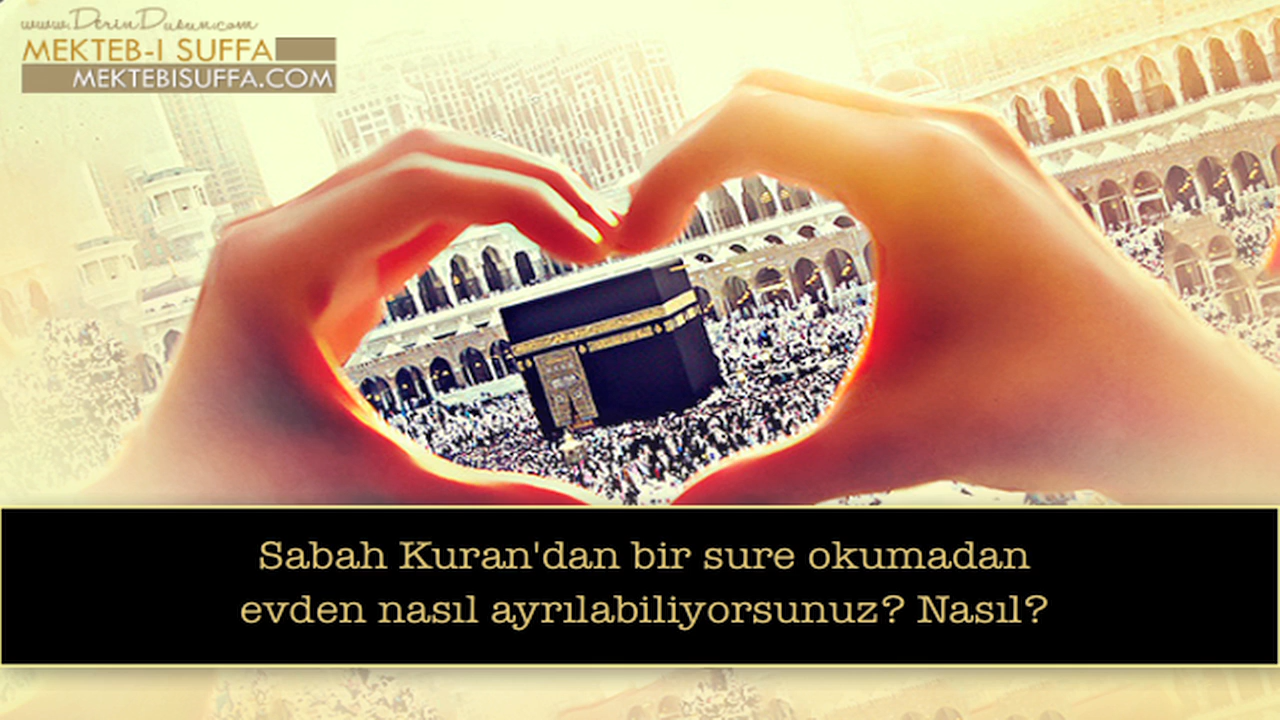 www.DerinDusun.com
MEKTEB-I SUFFA
MEKTEBISUFFA.COM
Sabah Kuran'dan bir sure okumadan
evden nasıl ayrılabiliyorsunuz? Nasıl?